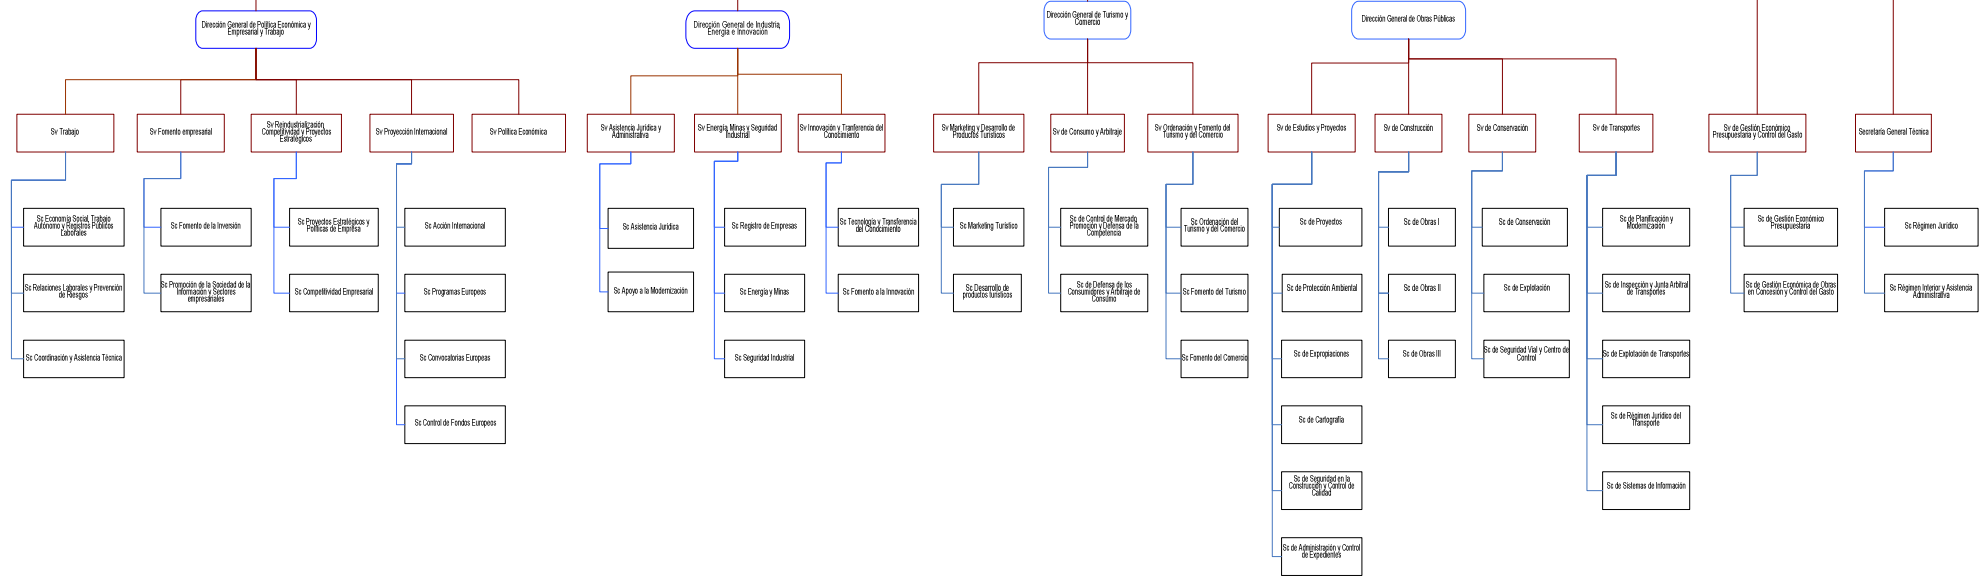 Dirección General de Política Económica y
Empresarial y Trabajo
Dirección General de Industria,
Energía e Innovación
Dirección General de Turismo y
Comercio
Dirección General de Obras Públicas
Sv Trabajo
Sv Fomento empresarial
Sv Reindustrialización,
Competitividad y Proyectos
Estratégicos
Sv Proyección Internacional
Sv Política Económica
Sv Asistencia Jurídica y
Administrativa
Sv Energía, Minas y Seguridad
Industrial
Sv Innovación y Tranferencia del
Conocimiento
Sv Marketing y Desarrollo de
Productos Turísticos
Sv de Consumo y Arbitraje
Sv Ordenación y Fomento del
Turismo y del Comercio
Sv de Estudios y Proyectos
Sv de Construcción
Sv de Conservación
Sv de Transportes
Sv de Gestión Económico
Presupuestaria y Control del Gasto
Secretaría General Técnica
Sc Economía Social, Trabajo
Autónomo y Registros Públicos
Laborales
Sc Relaciones Laborales y Prevención
de Riesgos
Sc Coordinación y Asistencia Técnica
Sc Fomento de la Inversión
Sc Promoción de la Sociedad de la
Información y Sectores
empresariales
Sc Proyectos Estratégicos y
Políticas de Empresa
Sc Competitividad Empresarial
Sc Acción Internacional
Sc Programas Europeos
Sc Convocatorias Europeas
Sc Control de Fondos Europeos
Sc Asistencia Jurídica
Sc Apoyo a la Modernización
Sc Registro de Empresas
Sc Energía y Minas
Sc Seguridad Industrial
Sc Tecnología y Transferencia
del Conocimiento
Sc Fomento a la Innovación
Sc Marketing Turístico
Sc Desarrollo de
productos turísticos
Sc de Control de Mercado,
Promoción y Defensa de la
Competencia
Sc de Defensa de los
Consumidores y Arbitraje de
Consumo
Sc Ordenación del
Turismo y del Comercio
Sc Fomento del Turismo
Sc Fomento del Comercio
Sc de Proyectos
Sc de Protección Ambiental
Sc de Expropiaciones
Sc de Cartografía
Sc de Seguridad en la
Construcción y Control de
Calidad
Sc de Administración y Control
de Expedientes
Sc de Obras I
Sc de Obras II
Sc de Obras III
Sc de Conservación
Sc de Explotación
Sc de Seguridad Vial y Centro de
Control
Sc de Planificación y
Modernización
Sc de Inspección y Junta Arbitral
de Transportes
Sc de Explotación de Transportes
Sc de Régimen Jurídico del
Transporte
Sc de Sistemas de Información
Sc de Gestión Económico
Presupuestaria
Sc de Gestión Económica de Obras
en Concesión y Control del Gasto
Sc Régimen Jurídico
Sc Régimen Interior y Asistencia
Administrativa